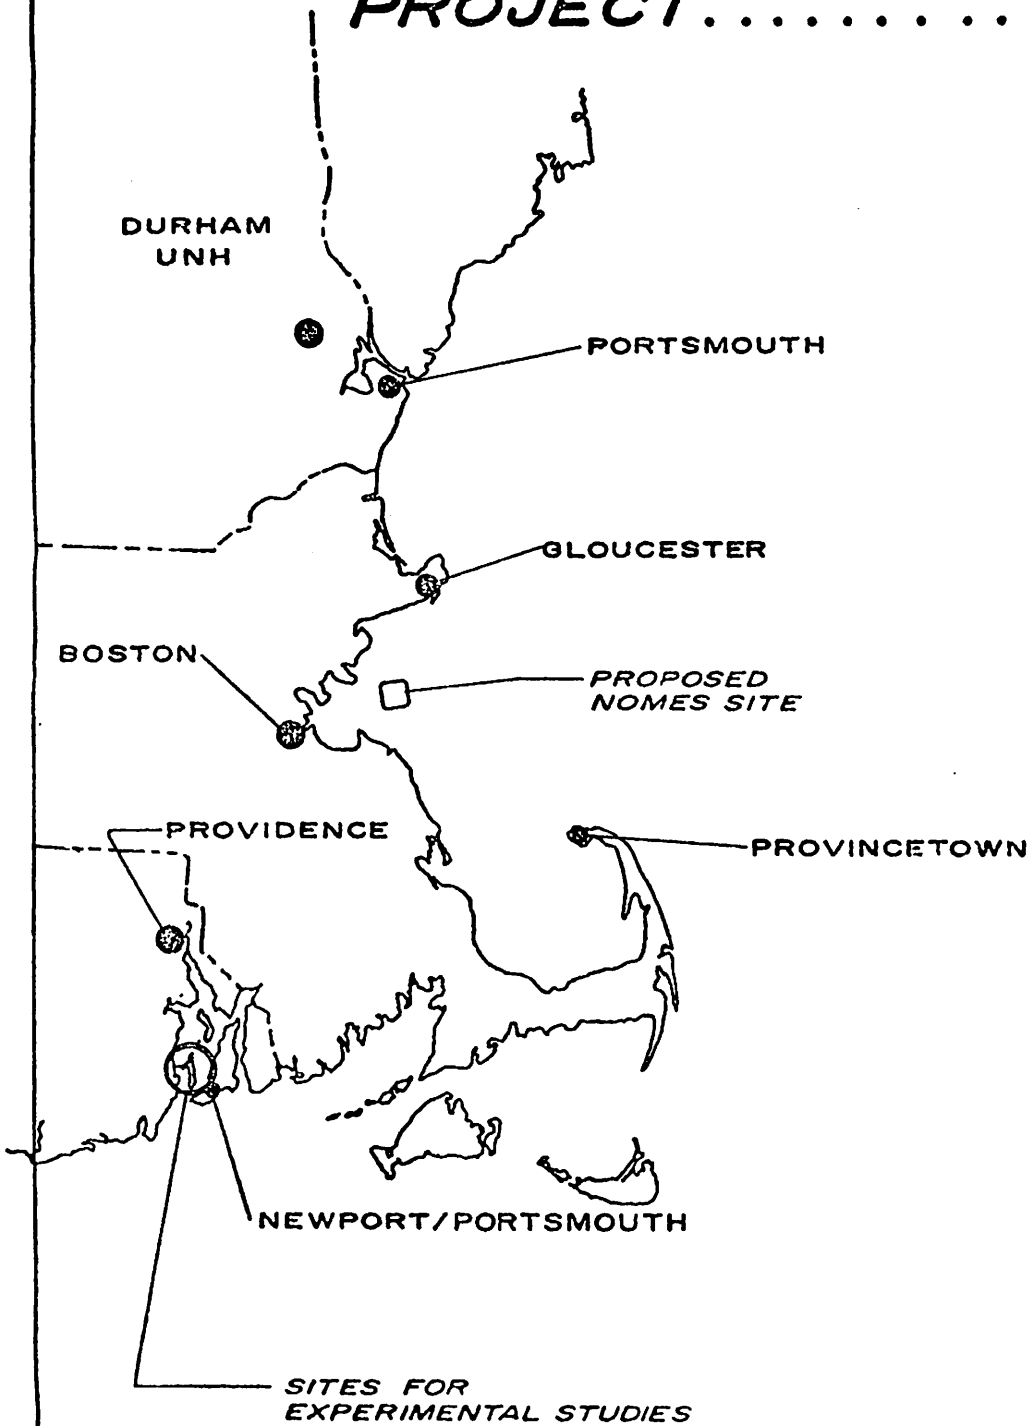 PROJECT..........
DURHAM
UNH
PORTSMOUTH
GLOUCESTER
BOSTON
PROPOSED
NOMES SITE
PROVIDENCE
PROVINCETOWN
NEWPORT/PORTSMOUTH
SITES FOR
EXPERIMENTAL STUDIES